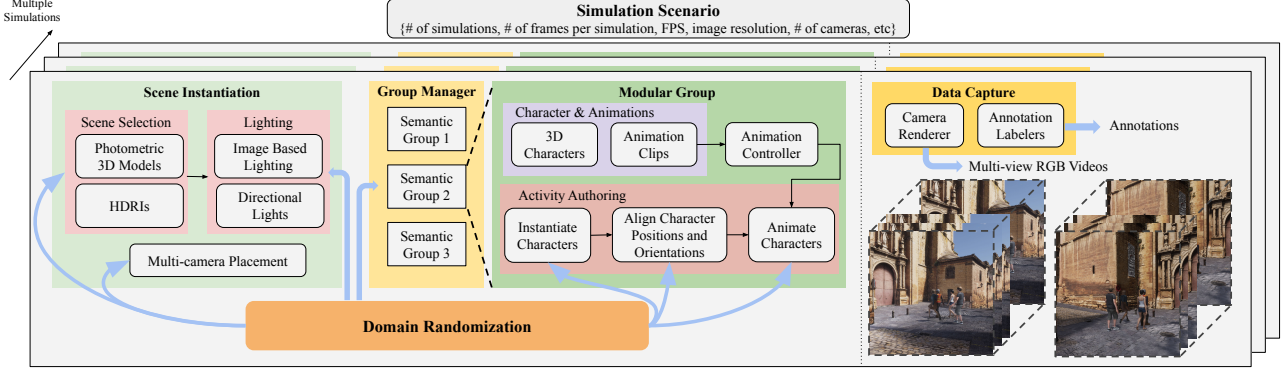 Multiple
Simulations
Simulation Scenario
{# of simulations, # of frames per simulation, FPS, image resolution, # of cameras, etc}
Scene Instantiation
Scene Selection
Photometric
3D Models
HDRIs
Lighting
Image Based
Lighting
Directional
Lights
Multi-camera Placement
Group Manager
Semantic
Group 1
Semantic
Group 2
Semantic
Group 3
Modular Group
Character & Animations
3D
Characters
Animation
Clips
Animation
Controller
Activity Authoring
Instantiate
Characters
Align Character
Positions and
Orientations
Animate
Characters
Domain Randomization
Data Capture
Camera
Renderer
Annotation
Labelers
Annotations
Multi-view RGB Videos